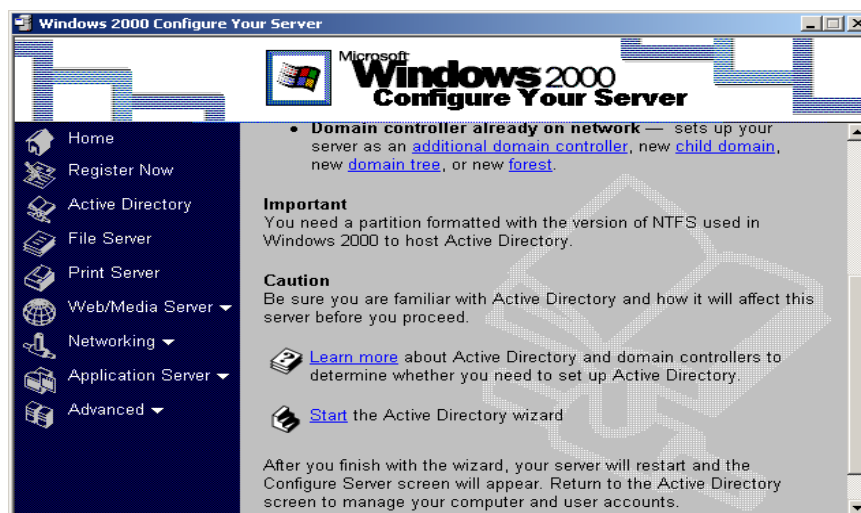 Windows 2000 Configure Your Server
Microsoft
Windows 2000
Configure Your Server
Home
Register Now
Active Directory
File Server
Print Server
Web/Media Server
Networking
Application Server
Advanced
• Domain controller already on network — sets up your
server as an additional domain controller, new child domain,
new domain tree, or new forest.
Important
You need a partition formatted with the version of NTFS used in
Windows 2000 to host Active Directory.
Caution
Be sure you are familiar with Active Directory and how it will affect this
server before you proceed.
Learn more about Active Directory and domain controllers to
determine whether you need to set up Active Directory.
Start the Active Directory wizard
After you finish with the wizard, your server will restart and the
Configure Server screen will appear. Return to the Active Directory
screen to manage your computer and user accounts.